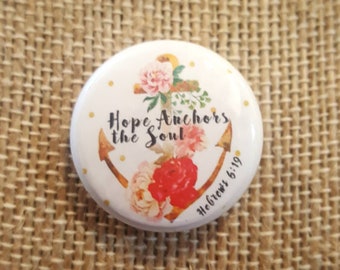 Hope Anchors
the Soul
Hebrews 6:19